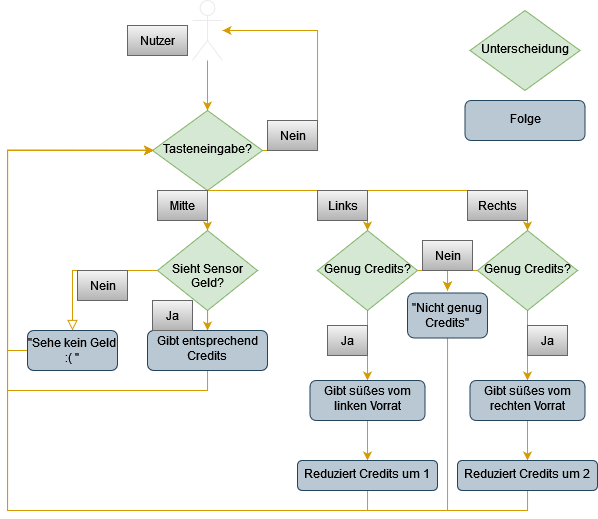 Nutzer
Unterscheidung
Folge
Nein
Tasteneingabe?
Mitte
Links
Rechts
Sieht Sensor
Geld?
Genug Credits?
Nein
Genug Credits?
Nein
Ja
"Nicht genug
Credits"
"Sehe kein Geld
:( "
Gibt entsprechend
Credits
Ja
Ja
Gibt süßes vom
linken Vorrat
Gibt süßes vom
rechten Vorrat
Reduziert Credits um 1
Reduziert Credits um 2